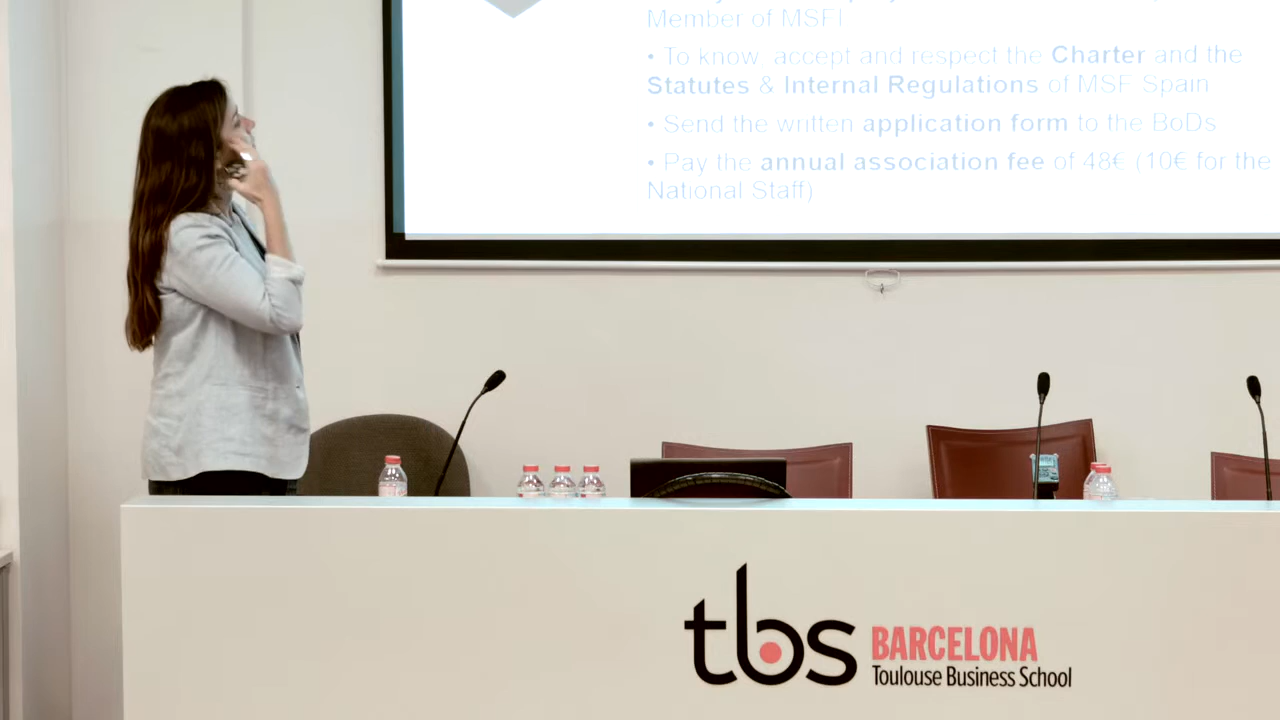 Member of MSFI
• To know, accept and respect the Charter and the
Statutes & Internal Regulations of MSF Spain
• Send the written application form to the BoDs
• Pay the annual association fee of 48€ (10€ for the
National Staff)
tbs
BARCELONA
Toulouse Business School